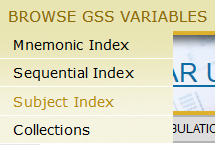 BROWSE GSS VARIABLES
Mnemonic Index
Sequential Index
Subject Index
Collections